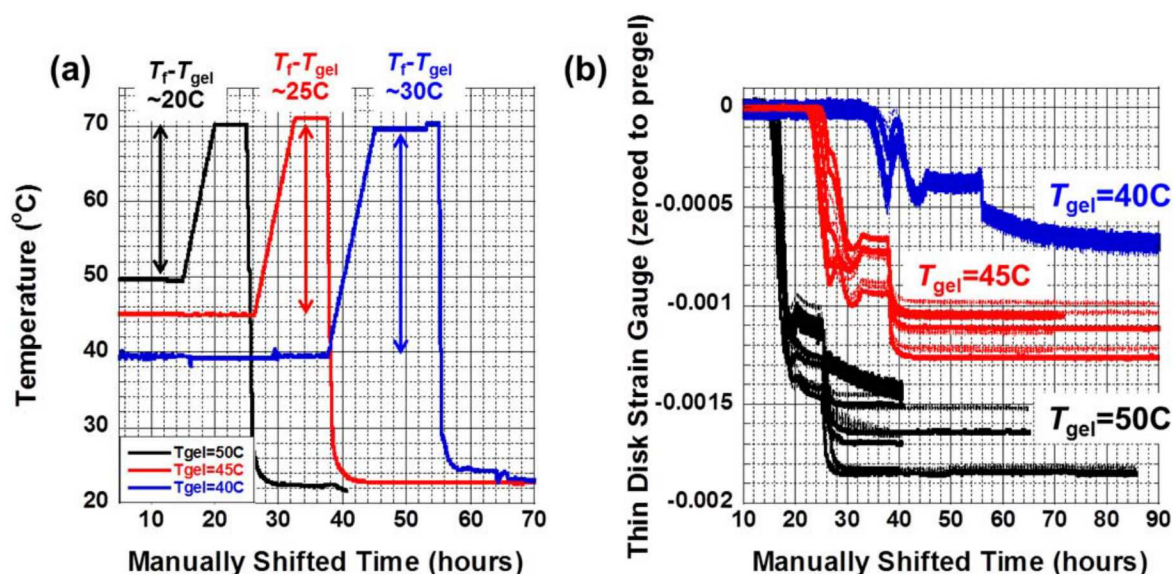 (a)
Tf-Tgel
~20C
Tf-Tgel
~25C
Tf-Tgel
~30C
Temperature (°C)
70
60
50
40
30
20
Tgel=50C
Tgel=45C
Tgel=40C
10 20 30 40 50 60 70
Manually Shifted Time (hours)
(b)
Thin Disk Strain Gauge (zeroed to pregel)
0
-0.0005
-0.001
-0.0015
-0.002
Tgel=40C
Tgel=45C
Tgel=50C
10 20 30 40 50 60 70 80 90
Manually Shifted Time (hours)